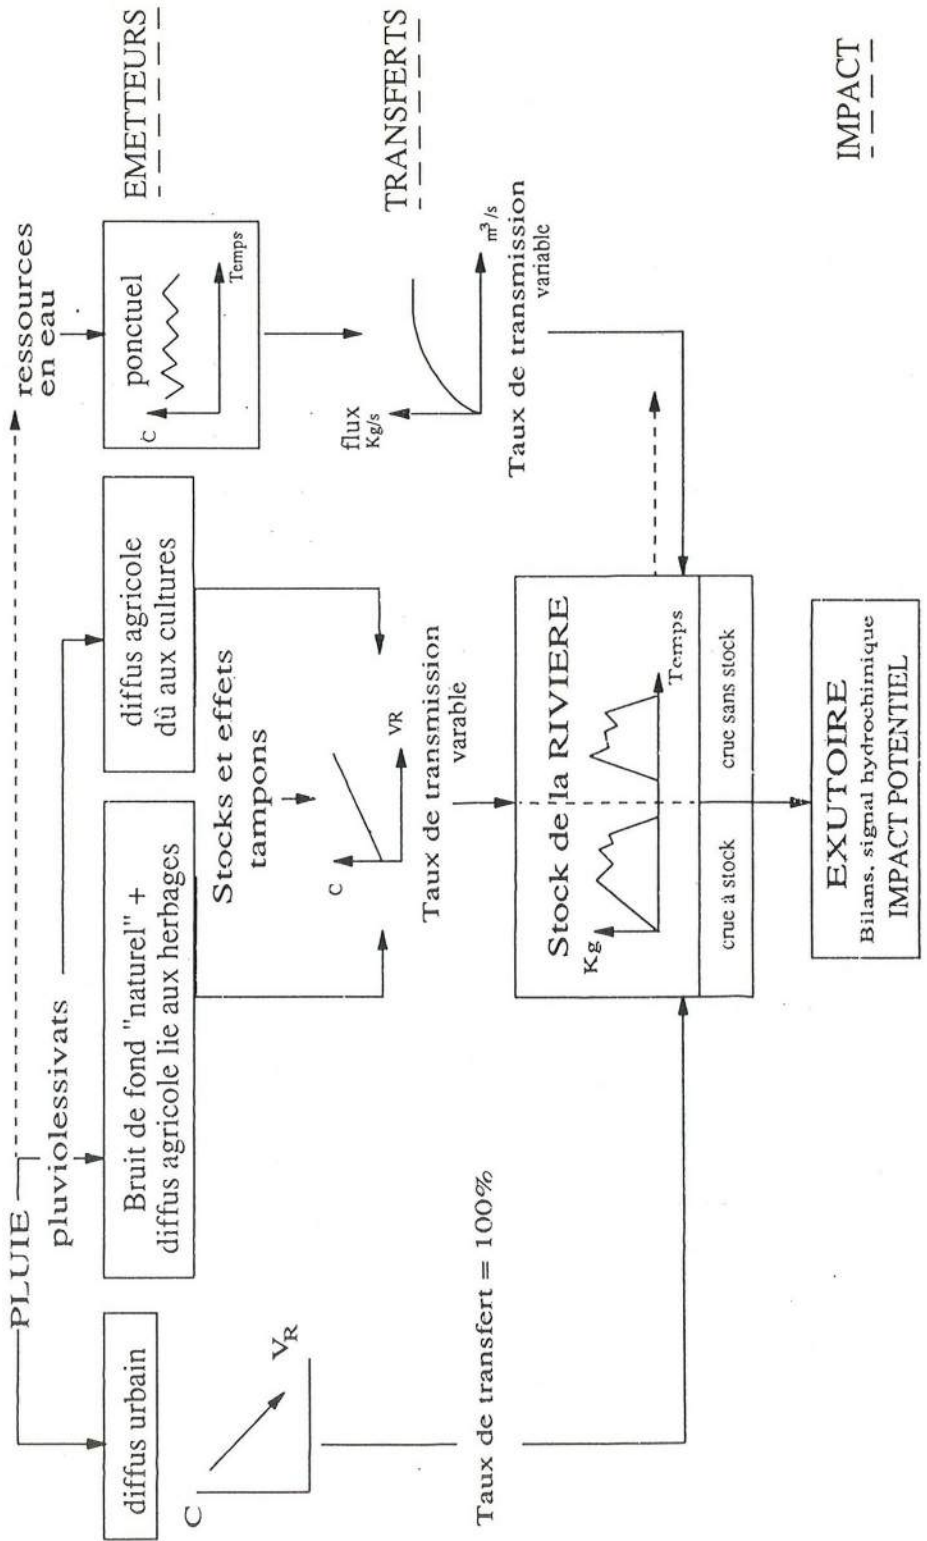 PLUIE
ressources
en eau
pluviolessivats
EMETTEURS
diffus urbain
Bruit de fond "naturel" +
diffus agricole lie aux herbages
diffus agricole
dû aux cultures
ponctuel
C
Temps
C
VR
Stocks et effets
tampons
C
VR
TRANSFERTS
flux
Kg/s
m³/s
Taux de transfert = 100%
Taux de transmission
varable
Taux de transmission
variable
Stock de la RIVIERE
Kg
Temps
crue à stock
crue sans stock
IMPACT
EXUTOIRE
Bilans, signal hydrochimique
IMPACT POTENTIEL